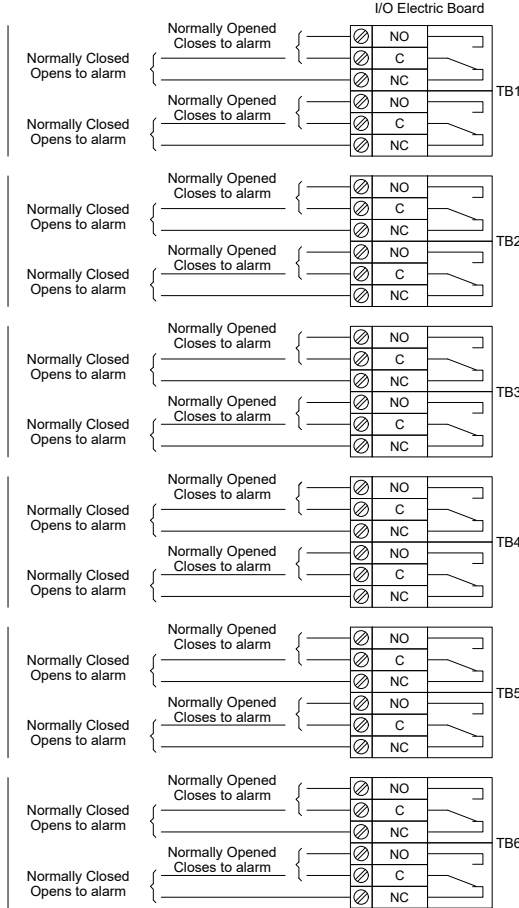 I/O Electric Board
Normally Opened
Closes to alarm
NO
Normally Closed
Opens to alarm
C
NC
TB1
Normally Opened
Closes to alarm
NO
Normally Closed
Opens to alarm
C
NC
Normally Opened
Closes to alarm
NO
Normally Closed
Opens to alarm
C
NC
TB2
Normally Opened
Closes to alarm
NO
Normally Closed
Opens to alarm
C
NC
Normally Opened
Closes to alarm
NO
Normally Closed
Opens to alarm
C
NC
TB3
Normally Opened
Closes to alarm
NO
Normally Closed
Opens to alarm
C
NC
Normally Opened
Closes to alarm
NO
Normally Closed
Opens to alarm
C
NC
TB4
Normally Opened
Closes to alarm
NO
Normally Closed
Opens to alarm
C
NC
Normally Opened
Closes to alarm
NO
Normally Closed
Opens to alarm
C
NC
TB5
Normally Opened
Closes to alarm
NO
Normally Closed
Opens to alarm
C
NC
Normally Opened
Closes to alarm
NO
Normally Closed
Opens to alarm
C
NC
TB6
Normally Opened
Closes to alarm
NO
Normally Closed
Opens to alarm
C
NC